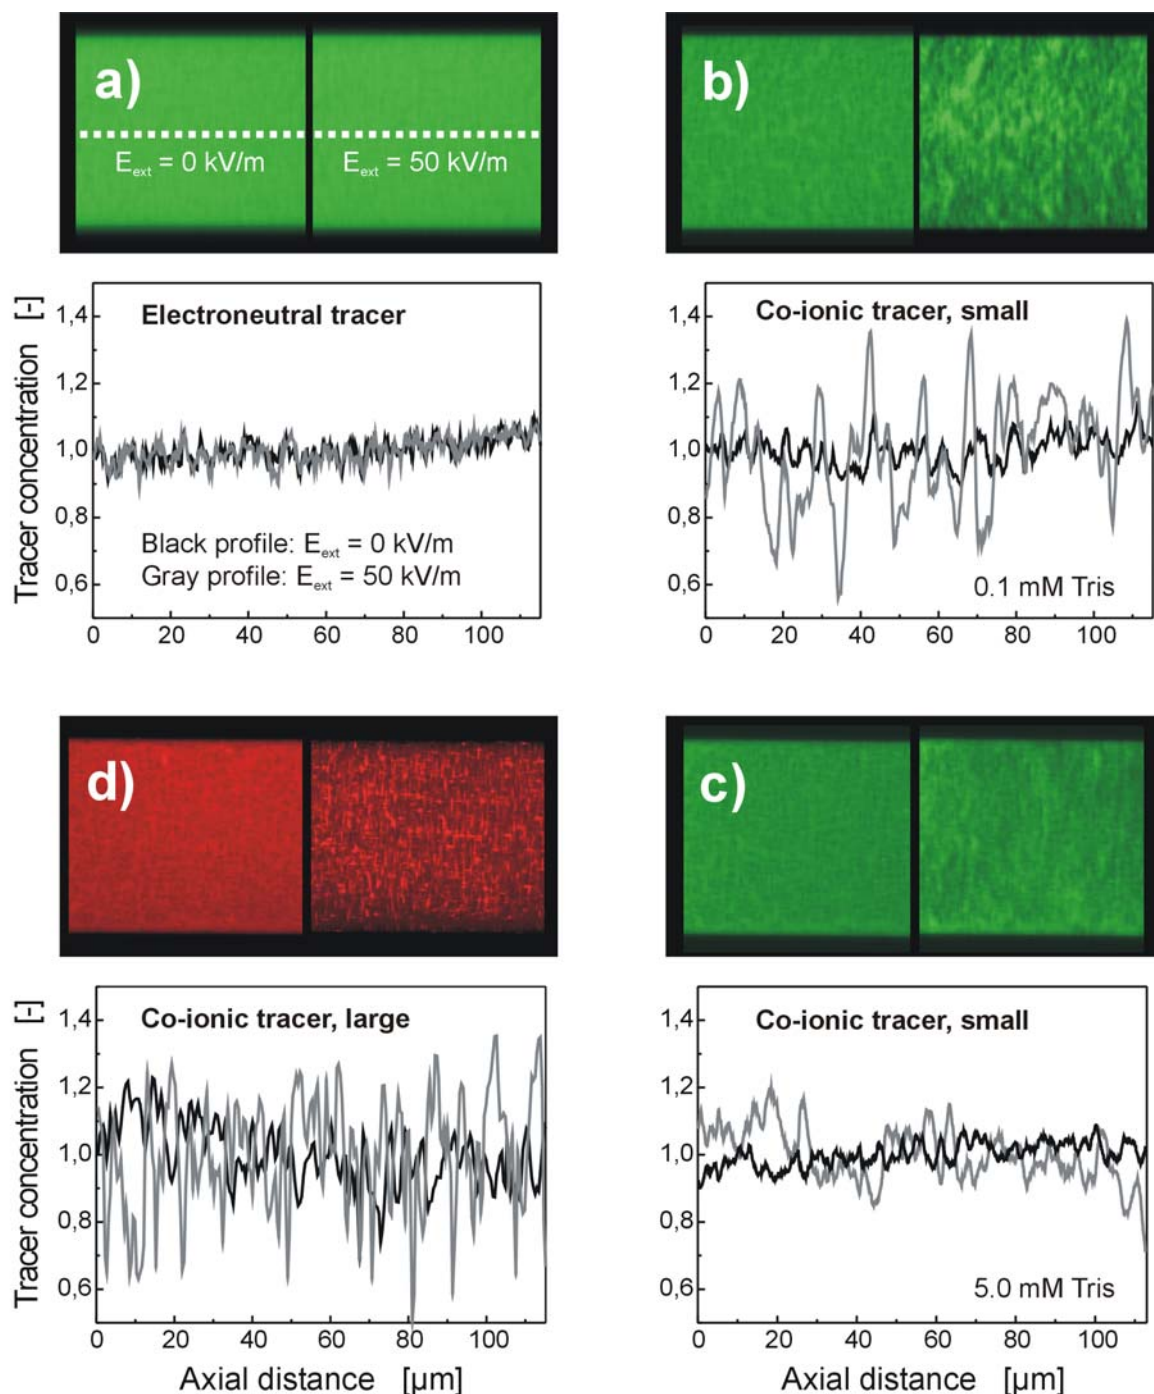 a)
E_ext = 0 kV/m
E_ext = 50 kV/m
b)
Tracer concentration [-]
1,4
1,2
1,0
0,8
0,6
Electroneutral tracer
Black profile: E_ext = 0 kV/m
Gray profile: E_ext = 50 kV/m
0 20 40 60 80 100
1,4
1,2
1,0
0,8
0,6
Co-ionic tracer, small
0.1 mM Tris
0 20 40 60 80 100
d)
c)
Tracer concentration [-]
1,4
1,2
1,0
0,8
0,6
Co-ionic tracer, large
0 20 40 60 80 100
Axial distance [µm]
1,4
1,2
1,0
0,8
0,6
Co-ionic tracer, small
5.0 mM Tris
0 20 40 60 80 100
Axial distance [µm]